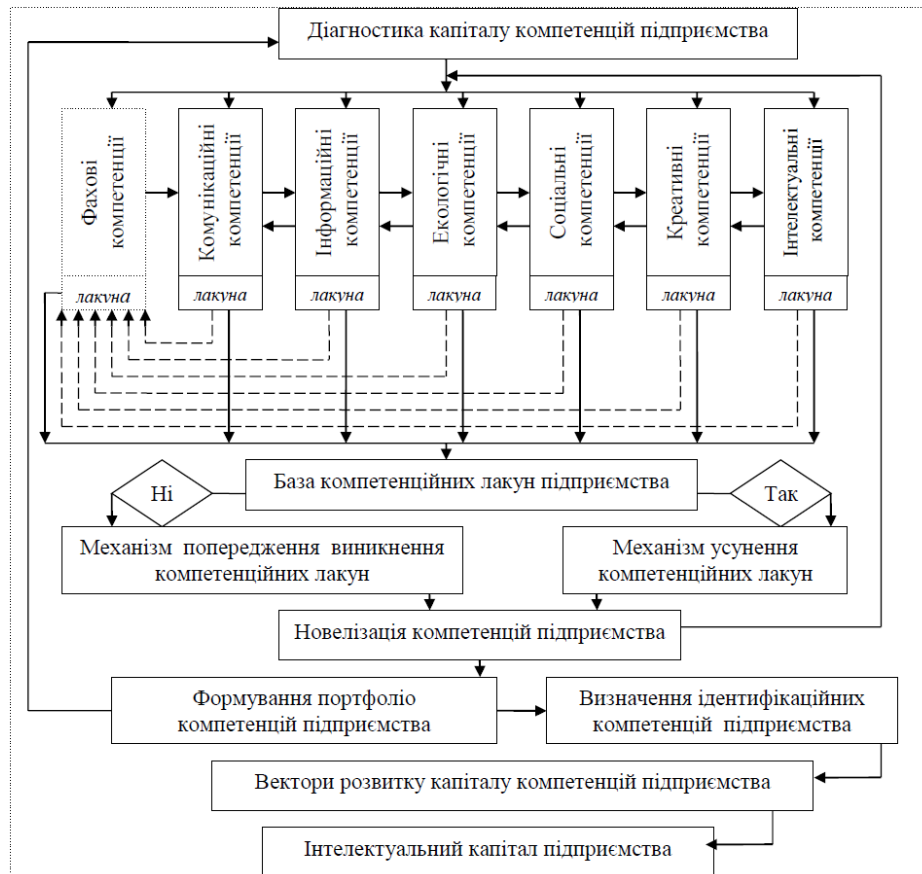 Діагностика капіталу компетенцій підприємства
Фахові
компетенції
Комунікаційні
компетенції
Інформаційні
компетенції
Екологічні
компетенції
Соціальні
компетенції
Креативні
компетенції
Інтелектуальні
компетенції
лакуна
лакуна
лакуна
лакуна
лакуна
лакуна
лакуна
База компетенційних лакун підприємства
Ні
Так
Механізм попередження виникнення
компетенційних лакун
Механізм усунення
компетенційних лакун
Новелізація компетенцій підприємства
Формування портфоліо
компетенцій підприємства
Визначення ідентифікаційних
компетенцій підприємства
Вектори розвитку капіталу компетенцій підприємства
Інтелектуальний капітал підприємства